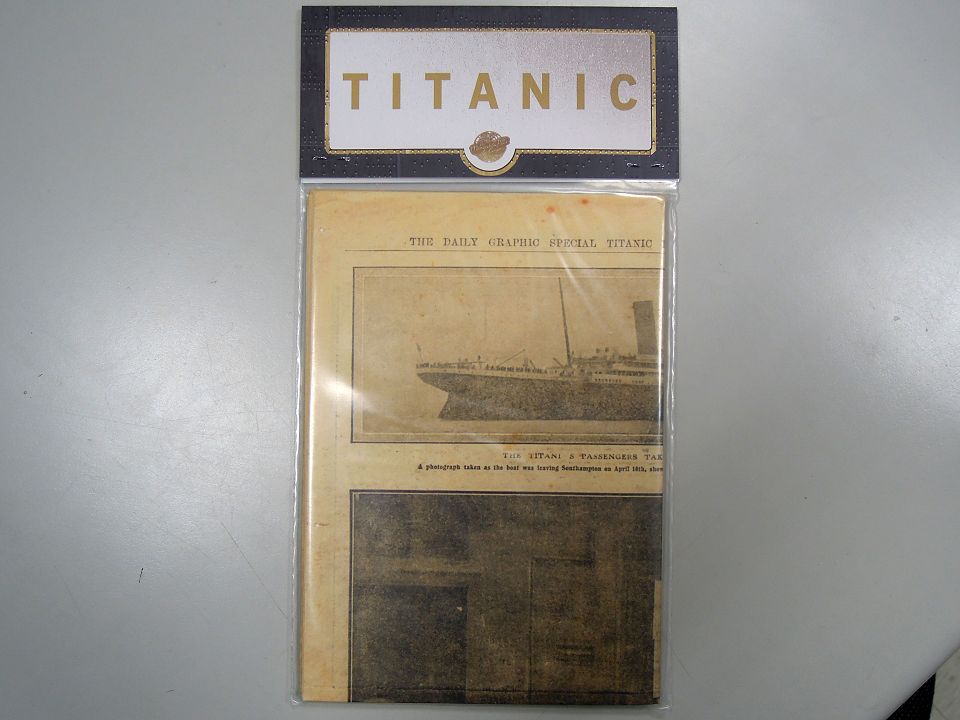 TITANIC
THE DAILY GRAPHIC SPECIAL TITANIC
THE TITANI S PASSENGERS TAK
A photograph taken as the boat was leaving Southampton on April 10th, show